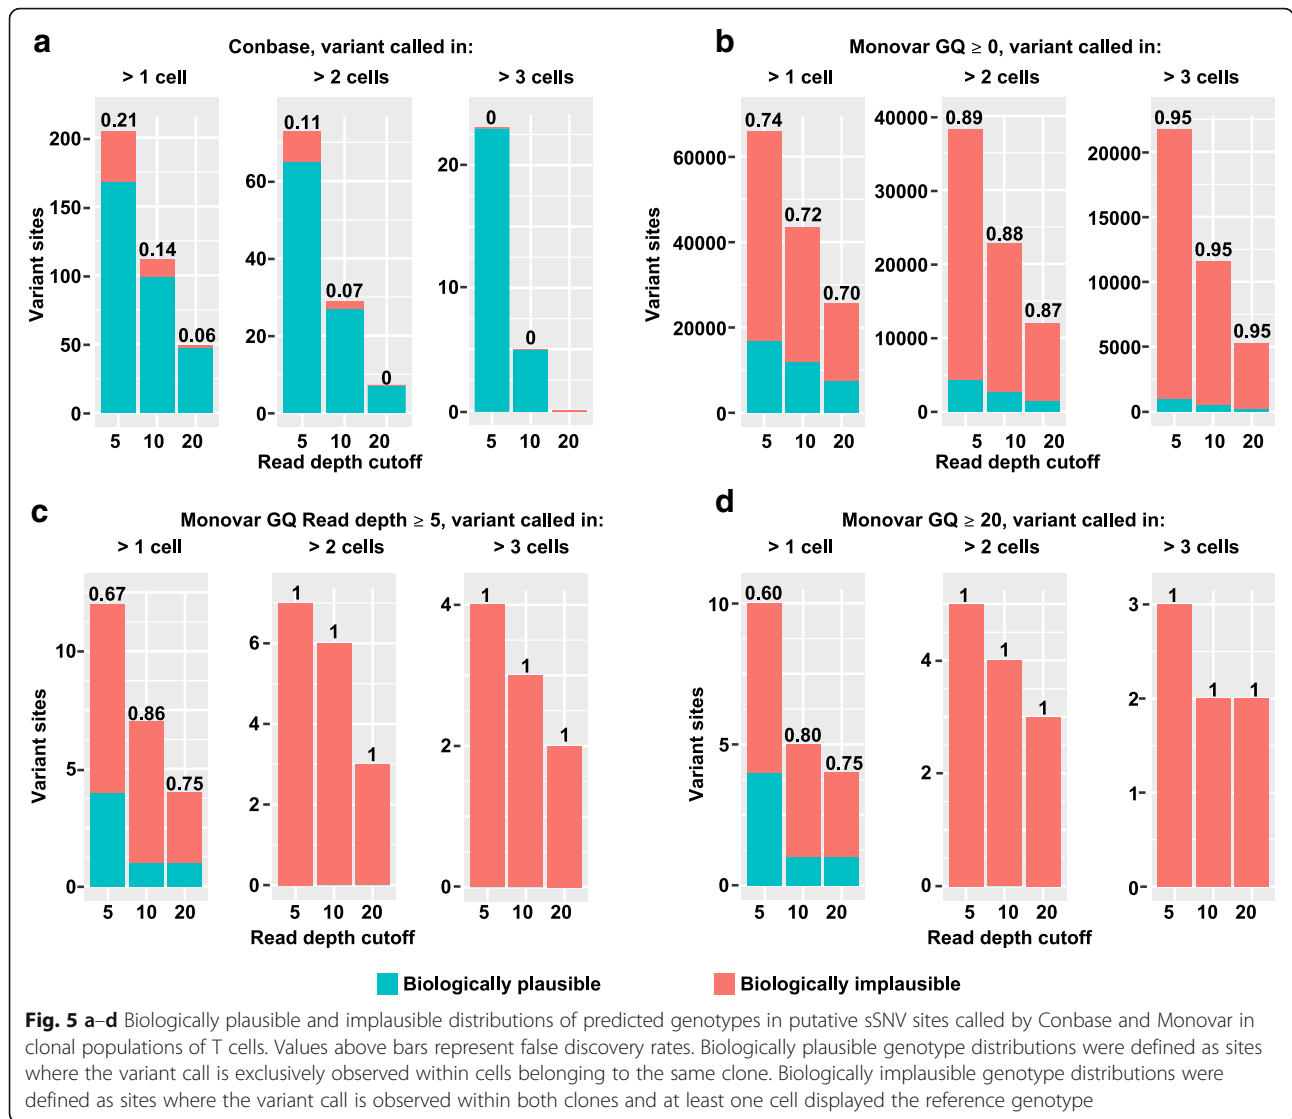 a
Conbase, variant called in:
> 1 cell
> 2 cells
> 3 cells
Variant sites
200
150
100
50
0
0.21
0.14
0.06
5 10 20
60
40
20
0
0.11
0.07
0
5 10 20
20
10
0
0
0
5 10 20
Read depth cutoff
b
Monovar GQ ≥ 0, variant called in:
> 1 cell
> 2 cells
> 3 cells
Variant sites
60000
40000
20000
0
0.74
0.72
0.70
5 10 20
40000
30000
20000
10000
0
0.89
0.88
0.87
5 10 20
20000
15000
10000
5000
0
0.95
0.95
0.95
5 10 20
Read depth cutoff
c
Monovar GQ Read depth ≥ 5, variant called in:
> 1 cell
> 2 cells
> 3 cells
Variant sites
10
5
0
0.67
0.86
0.75
5 10 20
6
4
2
0
1
1
1
5 10 20
4
2
0
1
1
1
5 10 20
Read depth cutoff
d
Monovar GQ ≥ 20, variant called in:
> 1 cell
> 2 cells
> 3 cells
Variant sites
10
5
0
0.60
0.80
0.75
5 10 20
4
2
0
1
1
1
5 10 20
3
2
1
0
1
1
1
5 10 20
Read depth cutoff
Biologically plausible
Biologically implausible
Fig. 5 a–d Biologically plausible and implausible distributions of predicted genotypes in putative sSNV sites called by Conbase and Monovar in
clonal populations of T cells. Values above bars represent false discovery rates. Biologically plausible genotype distributions were defined as sites
where the variant call is exclusively observed within cells belonging to the same clone. Biologically implausible genotype distributions were
defined as sites where the variant call is observed within both clones and at least one cell displayed the reference genotype